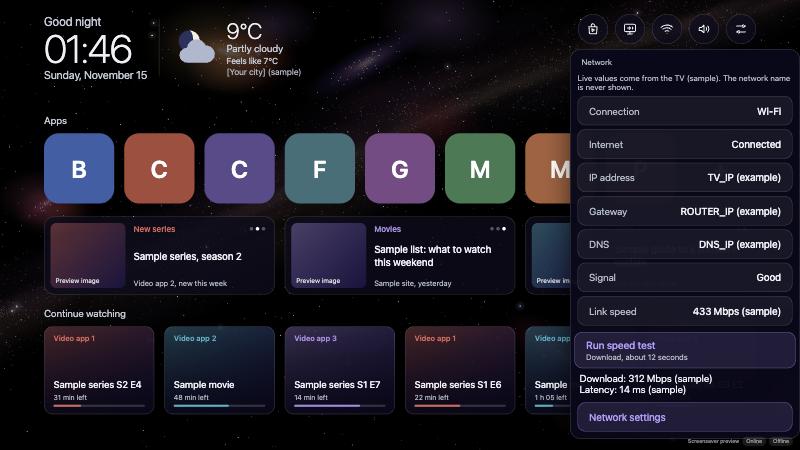 Good night
01:46
Sunday, November 15
9°C
Partly cloudy
Feels like 7°C
[Your city] (sample)
Apps
B
C
C
F
G
M
M
New series
Sample series, season 2
Video app 2, new this week
Preview image
Movies
Sample list: what to watch
this weekend
Sample site, yesterday
Preview image
Preview im
Continue watching
Video app 1
Sample series S2 E4
31 min left
Video app 2
Sample movie
48 min left
Video app 3
Sample series S1 E7
14 min left
Video app 1
Sample series S1 E6
22 min left
Video app
Sample
1 h 05 left
Network
Live values come from the TV (sample). The network name
is never shown.
Connection Wi-Fi
Internet Connected
IP address TV_IP (example)
Gateway ROUTER_IP (example)
DNS DNS_IP (example)
Signal Good
Link speed 433 Mbps (sample)
Run speed test
Download, about 12 seconds
Download: 312 Mbps (sample)
Latency: 14 ms (sample)
Network settings
Screensaver preview Online Offline